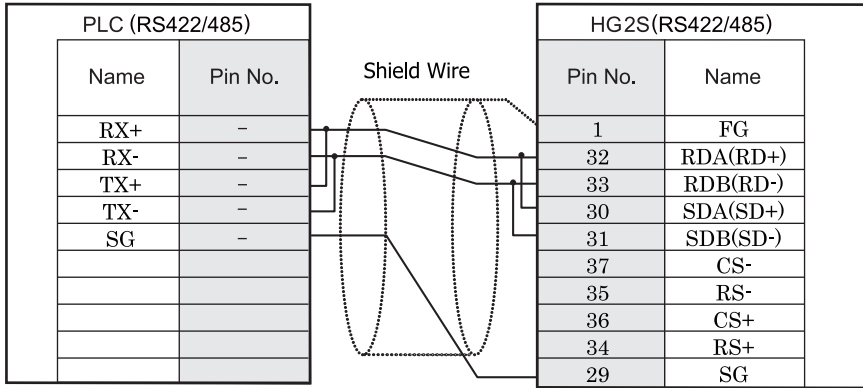 PLC (RS422/485)
HG2S(RS422/485)
Name Pin No.
Shield Wire
Pin No. Name
RX+ –
RX- –
TX+ –
TX- –
SG –
1 FG
32 RDA(RD+)
33 RDB(RD-)
30 SDA(SD+)
31 SDB(SD-)
37 CS-
35 RS-
36 CS+
34 RS+
29 SG